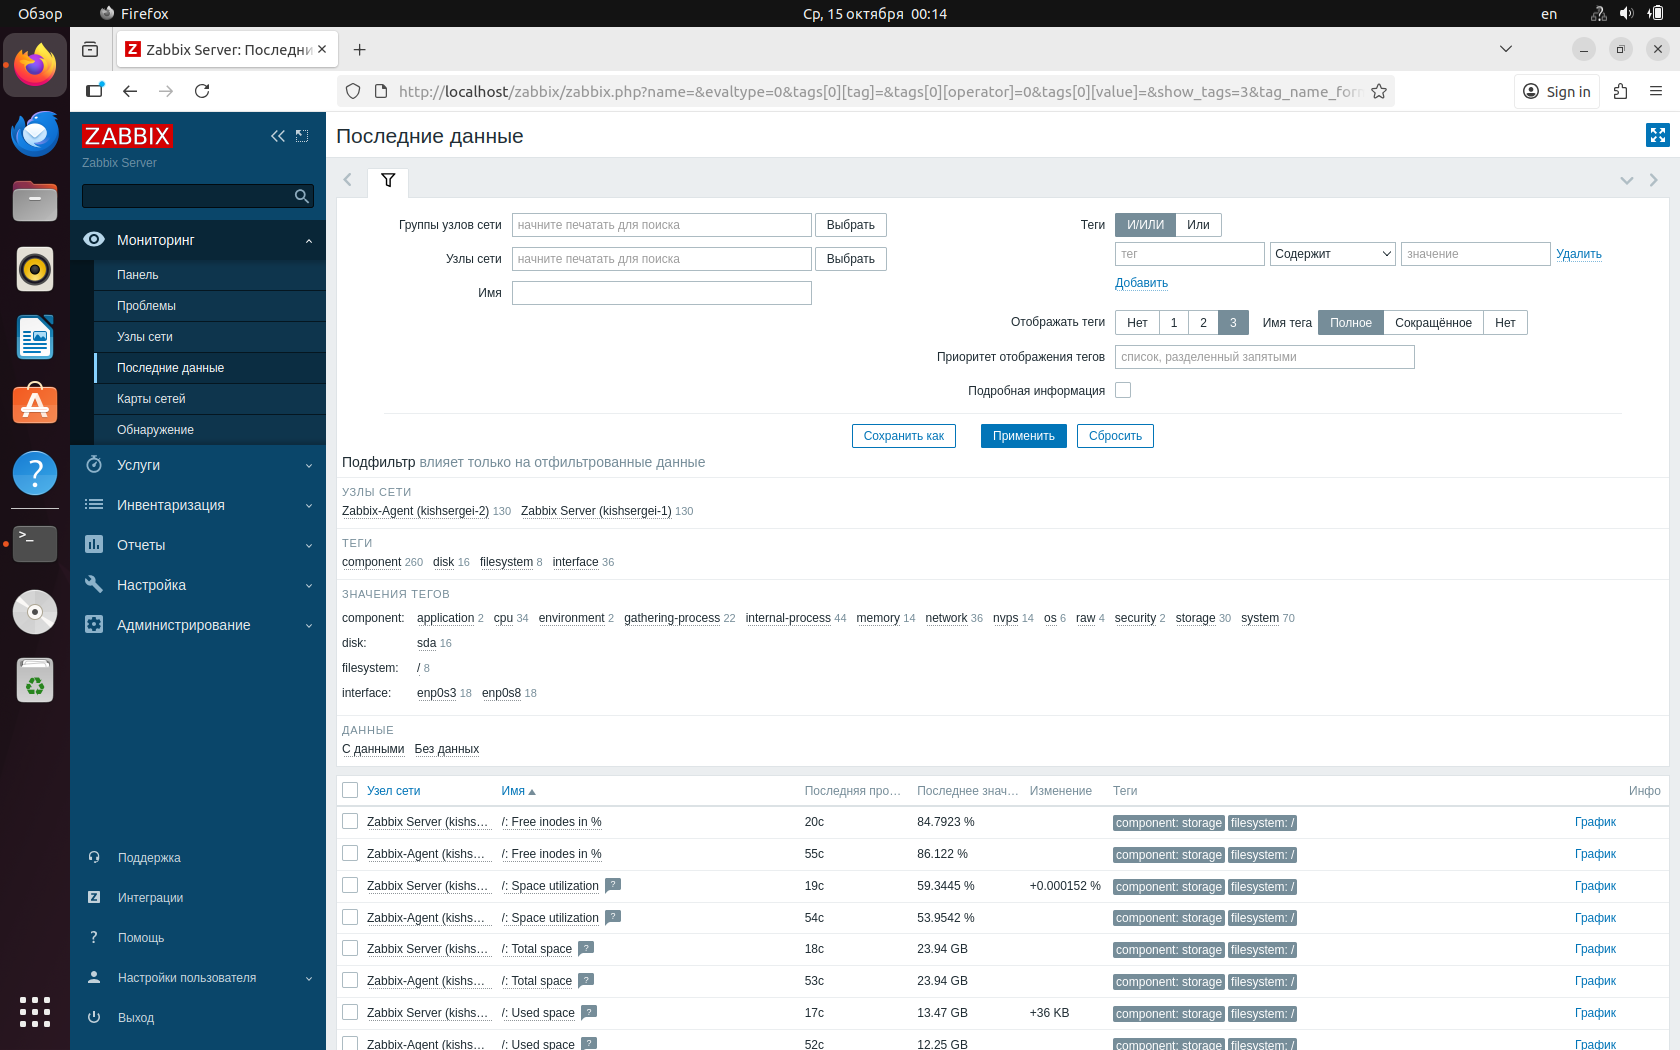 Обзор Firefox Ср, 15 октября 00:14 en
Zabbix Server: Последни
http://localhost/zabbix/zabbix.php?name=&evaltype=0&tags[0][tag]=&tags[0][operator]=0&tags[0][value]=&show_tags=3&tag_name_for Sign in
ZABBIX
Zabbix Server
Мониторинг
Панель
Проблемы
Узлы сети
Последние данные
Карты сетей
Обнаружение
Услуги
Инвентаризация
Отчеты
Настройка
Администрирование
Поддержка
Интеграции
Помощь
Настройки пользователя
Выход
Последние данные
Группы узлов сети начните печатать для поиска Выбрать
Узлы сети начните печатать для поиска Выбрать
Имя
Теги И/ИЛИ Или
тег Содержит значение Удалить
Добавить
Отображать теги Нет 1 2 3 Имя тега Полное Сокращённое Нет
Приоритет отображения тегов список, разделенный запятыми
Подробная информация
Сохранить как Применить Сбросить
Подфильтр влияет только на отфильтрованные данные
УЗЛЫ СЕТИ
Zabbix-Agent (kishsergei-2) 130 Zabbix Server (kishsergei-1) 130
ТЕГИ
component 260 disk 16 filesystem 8 interface 36
ЗНАЧЕНИЯ ТЕГОВ
component: application 2 cpu 34 environment 2 gathering-process 22 internal-process 44 memory 14 network 36 nvps 14 os 6 raw 4 security 2 storage 30 system 70
disk: sda 16
filesystem: / 8
interface: enp0s3 18 enp0s8 18
ДАННЫЕ
С данными Без данных
Узел сети Имя Последняя про… Последнее знач… Изменение Теги Инфо
Zabbix Server (kishs… /: Free inodes in % 20с 84.7923 % component: storage filesystem: / График
Zabbix-Agent (kishs… /: Free inodes in % 55с 86.122 % component: storage filesystem: / График
Zabbix Server (kishs… /: Space utilization ? 19с 59.3445 % +0.000152 % component: storage filesystem: / График
Zabbix-Agent (kishs… /: Space utilization ? 54с 53.9542 % component: storage filesystem: / График
Zabbix Server (kishs… /: Total space ? 18с 23.94 GB component: storage filesystem: / График
Zabbix-Agent (kishs… /: Total space ? 53с 23.94 GB component: storage filesystem: / График
Zabbix Server (kishs… /: Used space ? 17с 13.47 GB +36 KB component: storage filesystem: / График
Zabbix-Agent (kishs… /: Used space ? 52с 12.25 GB component: storage filesystem: / График